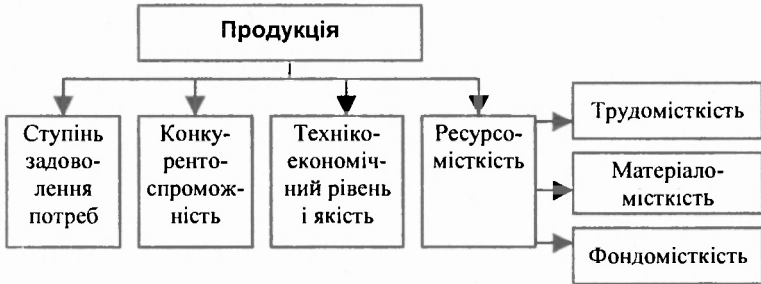 Продукція
Ступінь
задово-
лення
потреб
Конку-
ренто-
спромож-
ність
Техніко-
економіч-
ний рівень
і якість
Ресурсо-
місткість
Трудомісткість
Матеріало-
місткість
Фондомісткість